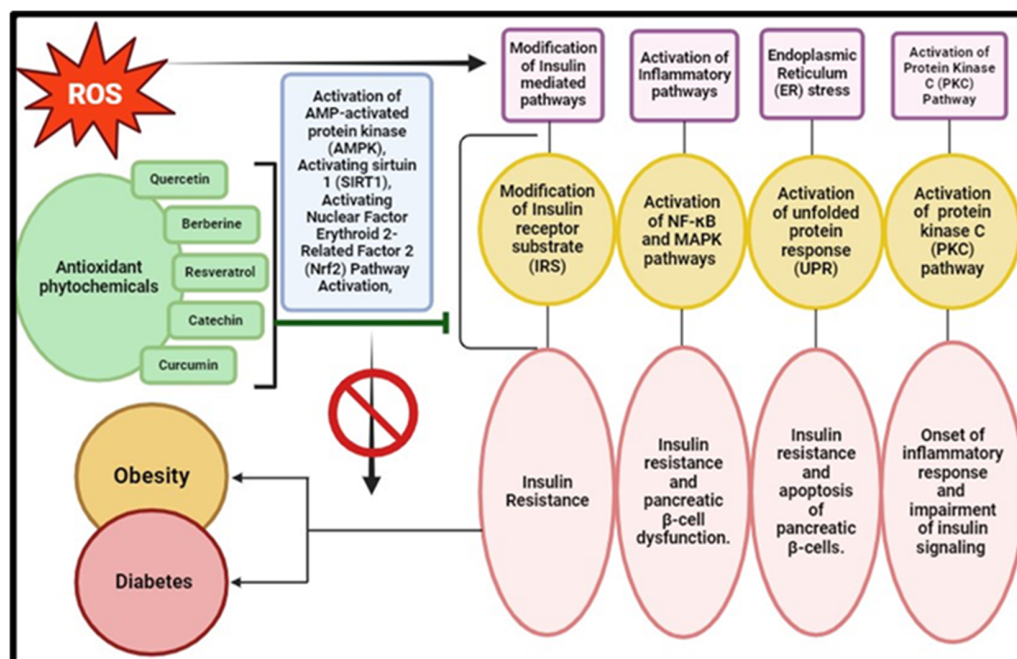 ROS
Modification
of Insulin
mediated
pathways
Activation of
Inflammatory
pathways
Endoplasmic
Reticulum
(ER) stress
Activation of
Protein Kinase
C (PKC)
Pathway
Activation of
AMP-activated
protein kinase
(AMPK),
Activating sirtuin
1 (SIRT1),
Activating
Nuclear Factor
Erythroid 2-
Related Factor 2
(Nrf2) Pathway
Activation,
Antioxidant
phytochemicals
Quercetin
Berberine
Resveratrol
Catechin
Curcumin
Modification
of Insulin
receptor
substrate
(IRS)
Activation
of NF-κB
and MAPK
pathways
Activation
of unfolded
protein
response
(UPR)
Activation
of protein
kinase C
(PKC)
pathway
Insulin
Resistance
Insulin
resistance
and
pancreatic
β-cell
dysfunction.
Insulin
resistance
and
apoptosis
of
pancreatic
β-cells.
Onset of
inflammatory
response
and
impairment
of insulin
signaling
Obesity
Diabetes